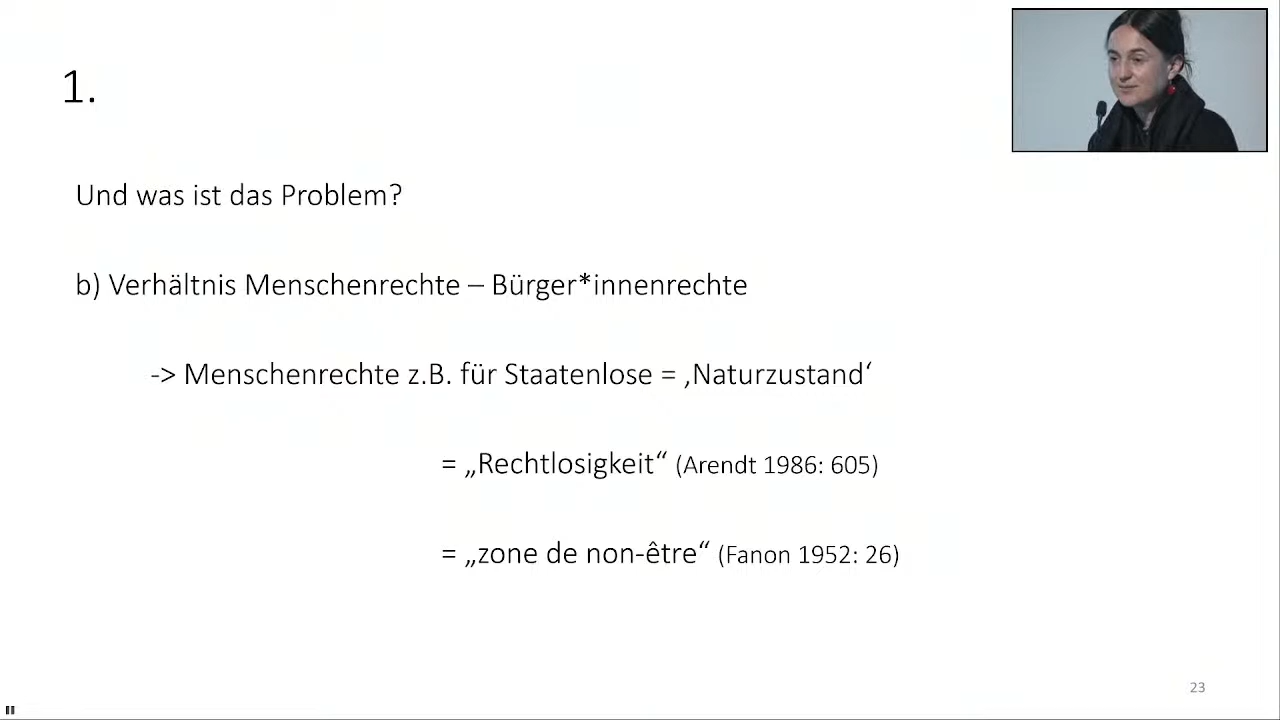 1.
Und was ist das Problem?
b) Verhältnis Menschenrechte – Bürger*innenrechte
-> Menschenrechte z.B. für Staatenlose = ‚Naturzustand‘
= „Rechtlosigkeit“ (Arendt 1986: 605)
= „zone de non-être“ (Fanon 1952: 26)
23